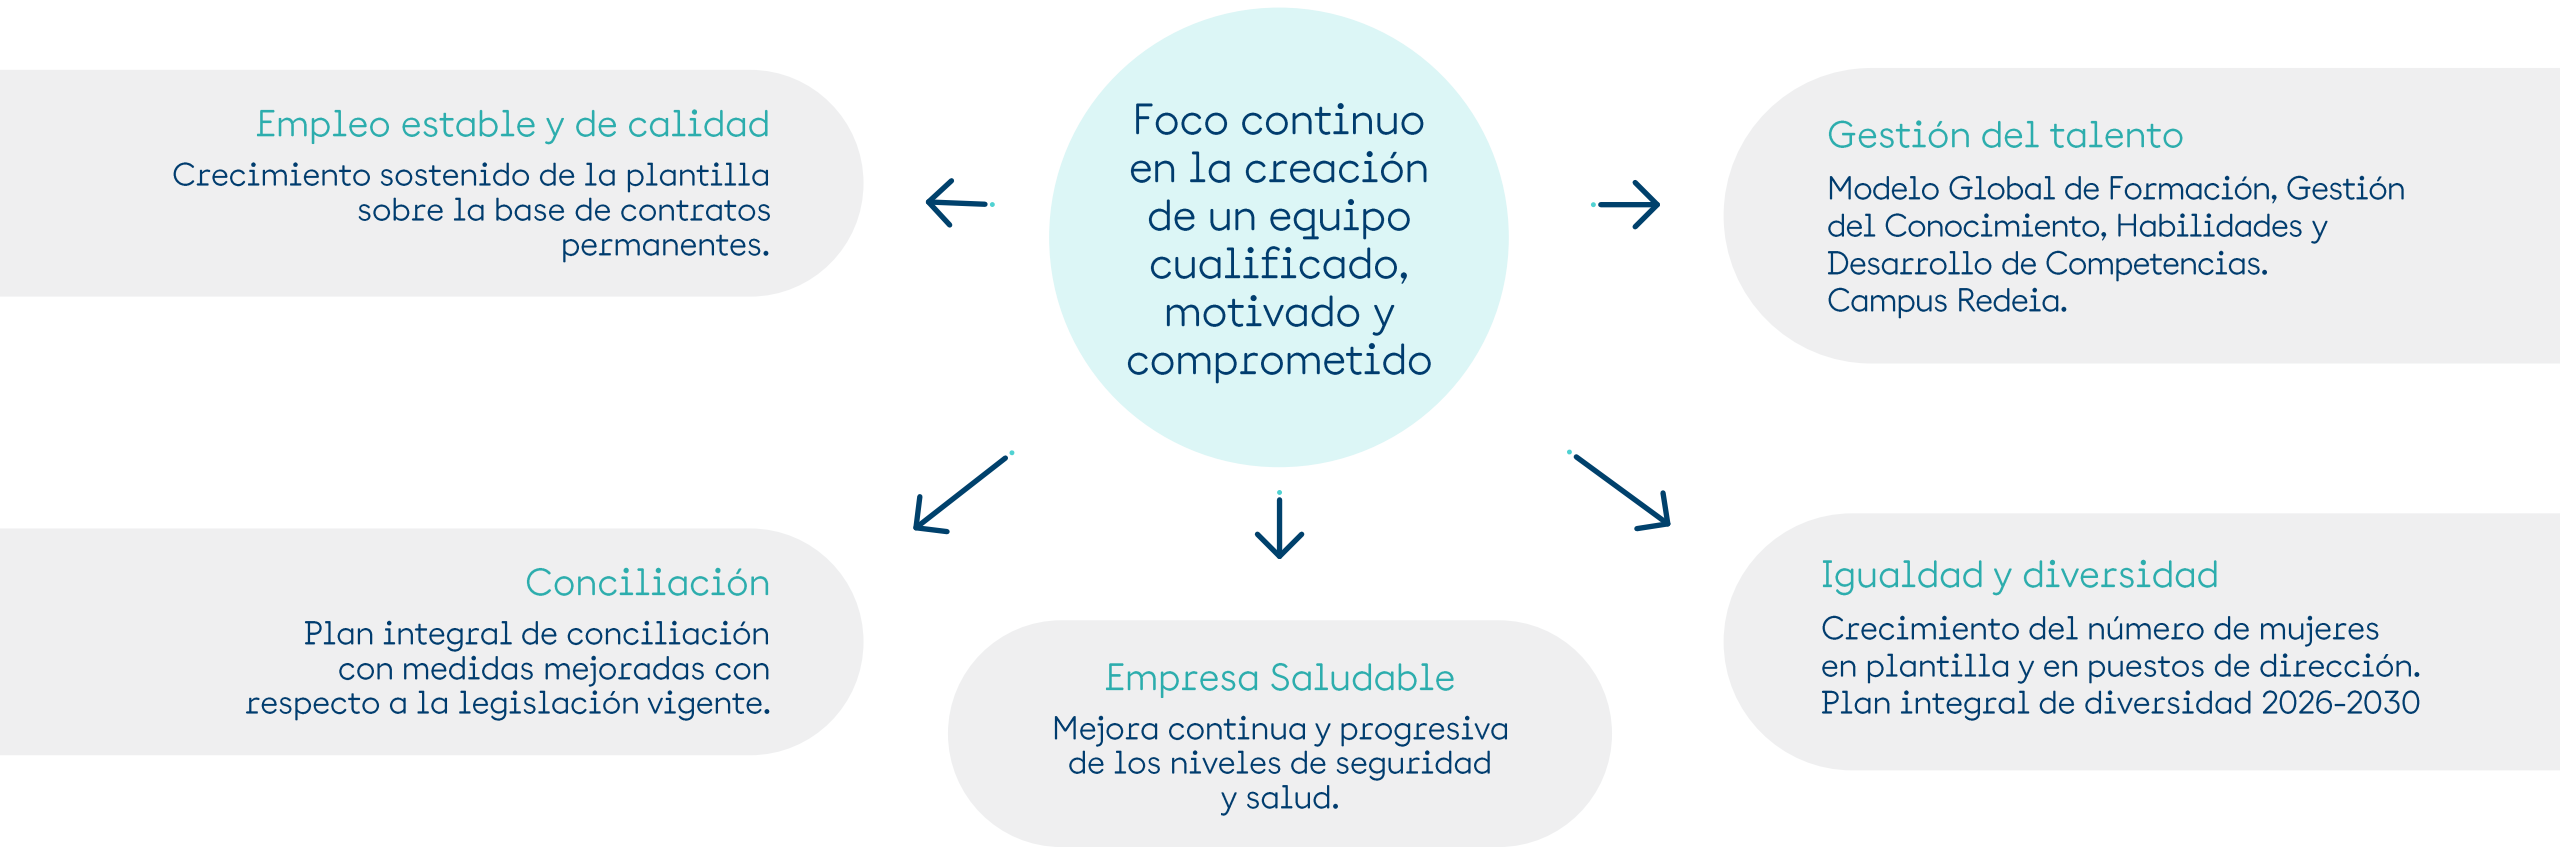 Empleo estable y de calidad
Crecimiento sostenido de la plantilla
sobre la base de contratos
permanentes.
Foco continuo
en la creación
de un equipo
cualificado,
motivado y
comprometido
Gestión del talento
Modelo Global de Formación, Gestión
del Conocimiento, Habilidades y
Desarrollo de Competencias.
Campus Redeia.
Conciliación
Plan integral de conciliación
con medidas mejoradas con
respecto a la legislación vigente.
Empresa Saludable
Mejora continua y progresiva
de los niveles de seguridad
y salud.
Igualdad y diversidad
Crecimiento del número de mujeres
en plantilla y en puestos de dirección.
Plan integral de diversidad 2026-2030